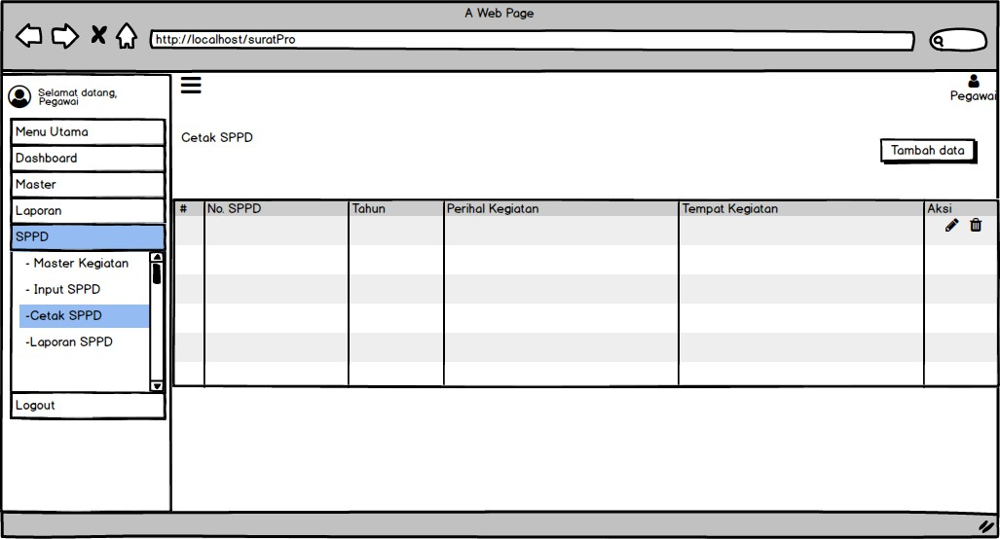 A Web Page
http://localhost/suratPro
Selamat datang,
Pegawai
Pegawai
Menu Utama
Dashboard
Master
Laporan
SPPD
- Master Kegiatan
- Input SPPD
-Cetak SPPD
-Laporan SPPD
Logout
Cetak SPPD
Tambah data
# No. SPPD Tahun Perihal Kegiatan Tempat Kegiatan Aksi